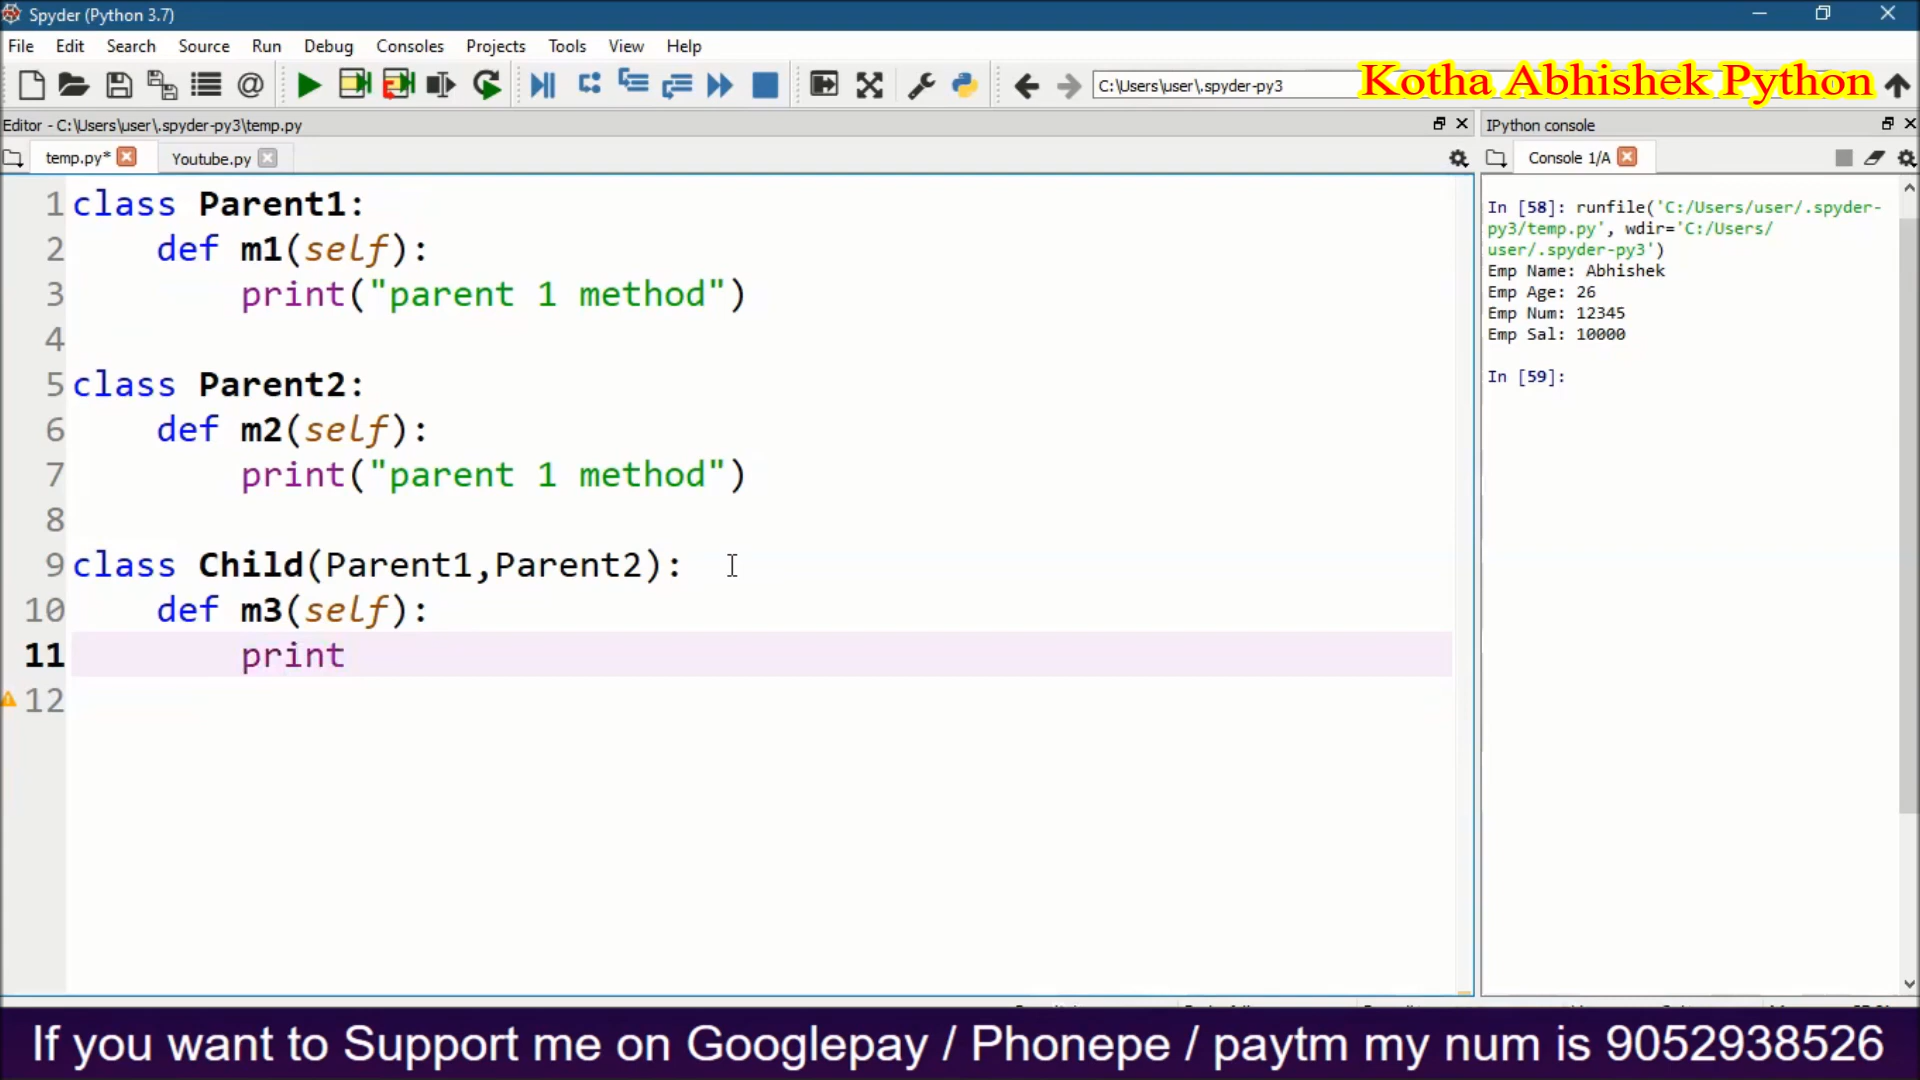 Spyder (Python 3.7)
File Edit Search Source Run Debug Consoles Projects Tools View Help
C:\Users\user\.spyder-py3
Kotha Abhishek Python
Editor - C:\Users\user\.spyder-py3\temp.py
IPython console
temp.py* Youtube.py
Console 1/A
1 class Parent1:
2 def m1(self):
3 print("parent 1 method")
4
5 class Parent2:
6 def m2(self):
7 print("parent 1 method")
8
9 class Child(Parent1,Parent2):
10 def m3(self):
11 print
12
In [58]: runfile('C:/Users/user/.spyder-
py3/temp.py', wdir='C:/Users/
user/.spyder-py3')
Emp Name: Abhishek
Emp Age: 26
Emp Num: 12345
Emp Sal: 10000
In [59]:
If you want to Support me on Googlepay / Phonepe / paytm my num is 9052938526